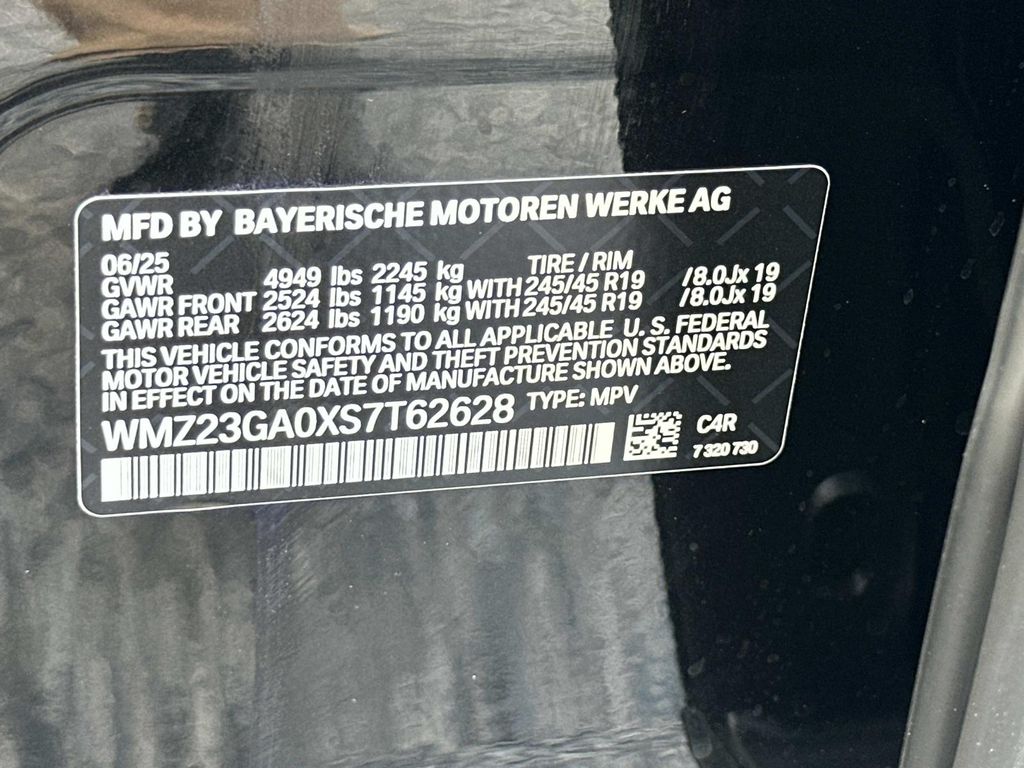 MFD BY BAYERISCHE MOTOREN WERKE AG
06/25 TIRE / RIM
GVWR 4949 lbs 2245 kg
GAWR FRONT 2524 lbs 1145 kg WITH 245/45 R19 /8.0Jx 19
GAWR REAR 2624 lbs 1190 kg WITH 245/45 R19 /8.0Jx 19
THIS VEHICLE CONFORMS TO ALL APPLICABLE U. S. FEDERAL
MOTOR VEHICLE SAFETY AND THEFT PREVENTION STANDARDS
IN EFFECT ON THE DATE OF MANUFACTURE SHOWN ABOVE.
WMZ23GA0XS7T62628 TYPE: MPV
C4R
7 320 730